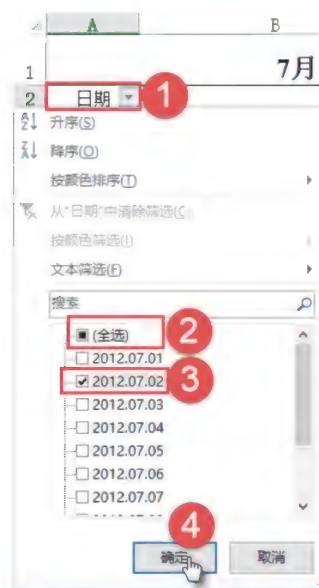 A B
1 7月
2 日期 1
升序(S)
降序(O)
按颜色排序(T)
从"日期"中清除筛选(C)
按颜色筛选(I)
文本筛选(F)
搜索
(全选) 2
2012.07.01
2012.07.02 3
2012.07.03
2012.07.04
2012.07.05
2012.07.06
2012.07.07
4
确定 取消